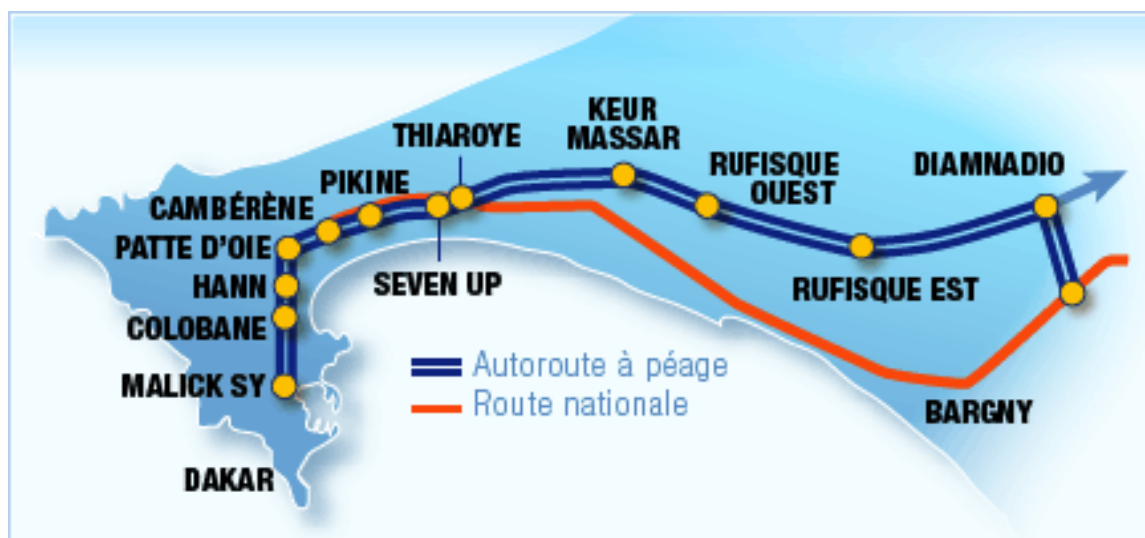 KEUR
MASSAR
THIAROYE
RUFISQUE
OUEST
DIAMNADIO
PIKINE
CAMBÉRÈNE
PATTE D'OIE
HANN
SEVEN UP
RUFISQUE EST
COLOBANE
MALICK SY
Autoroute à péage
Route nationale
BARGNY
DAKAR